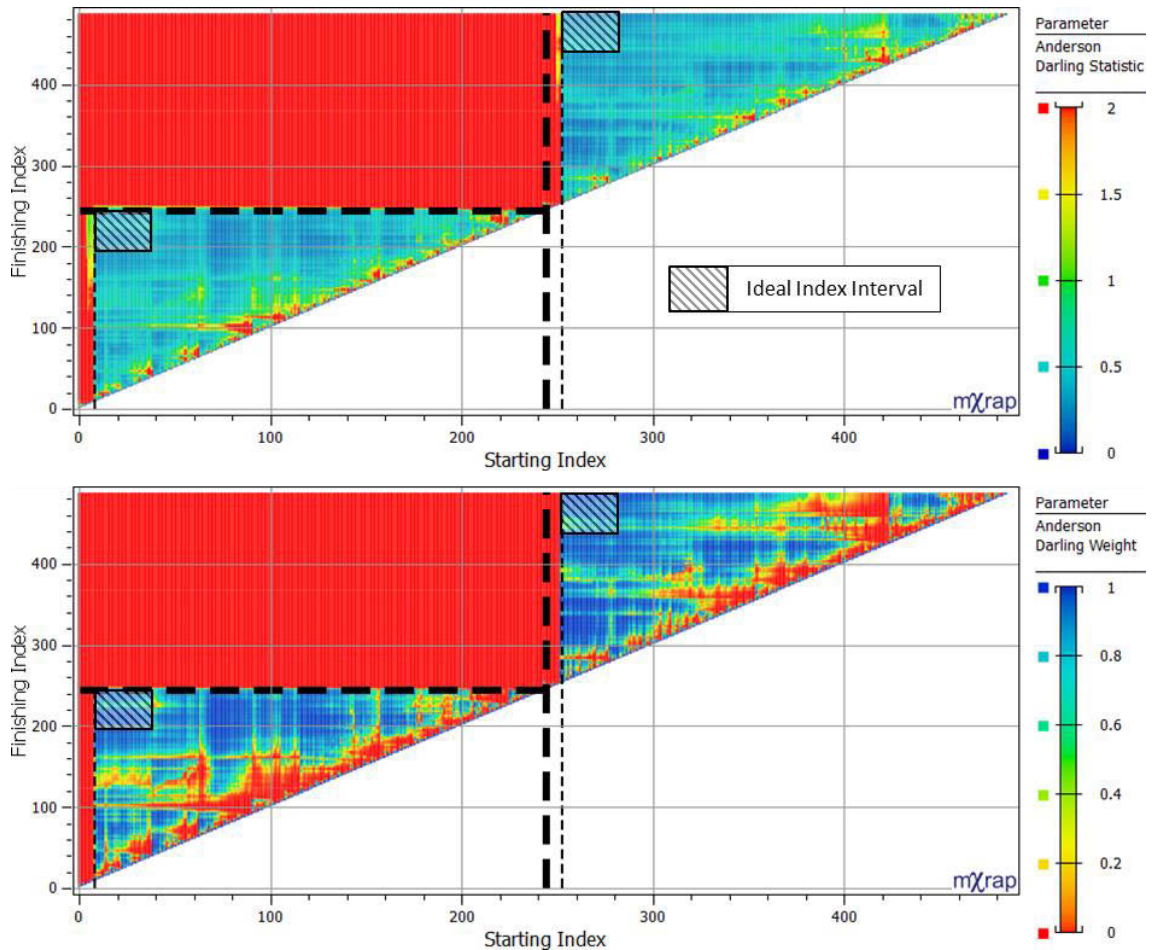 Finishing Index
400
300
200
100
0
0
100
200
300
400
Starting Index
Ideal Index Interval
mXrap
Parameter
Anderson
Darling Statistic
2
1.5
1
0.5
0
Finishing Index
400
300
200
100
0
0
100
200
300
400
Starting Index
mXrap
Parameter
Anderson
Darling Weight
1
0.8
0.6
0.4
0.2
0